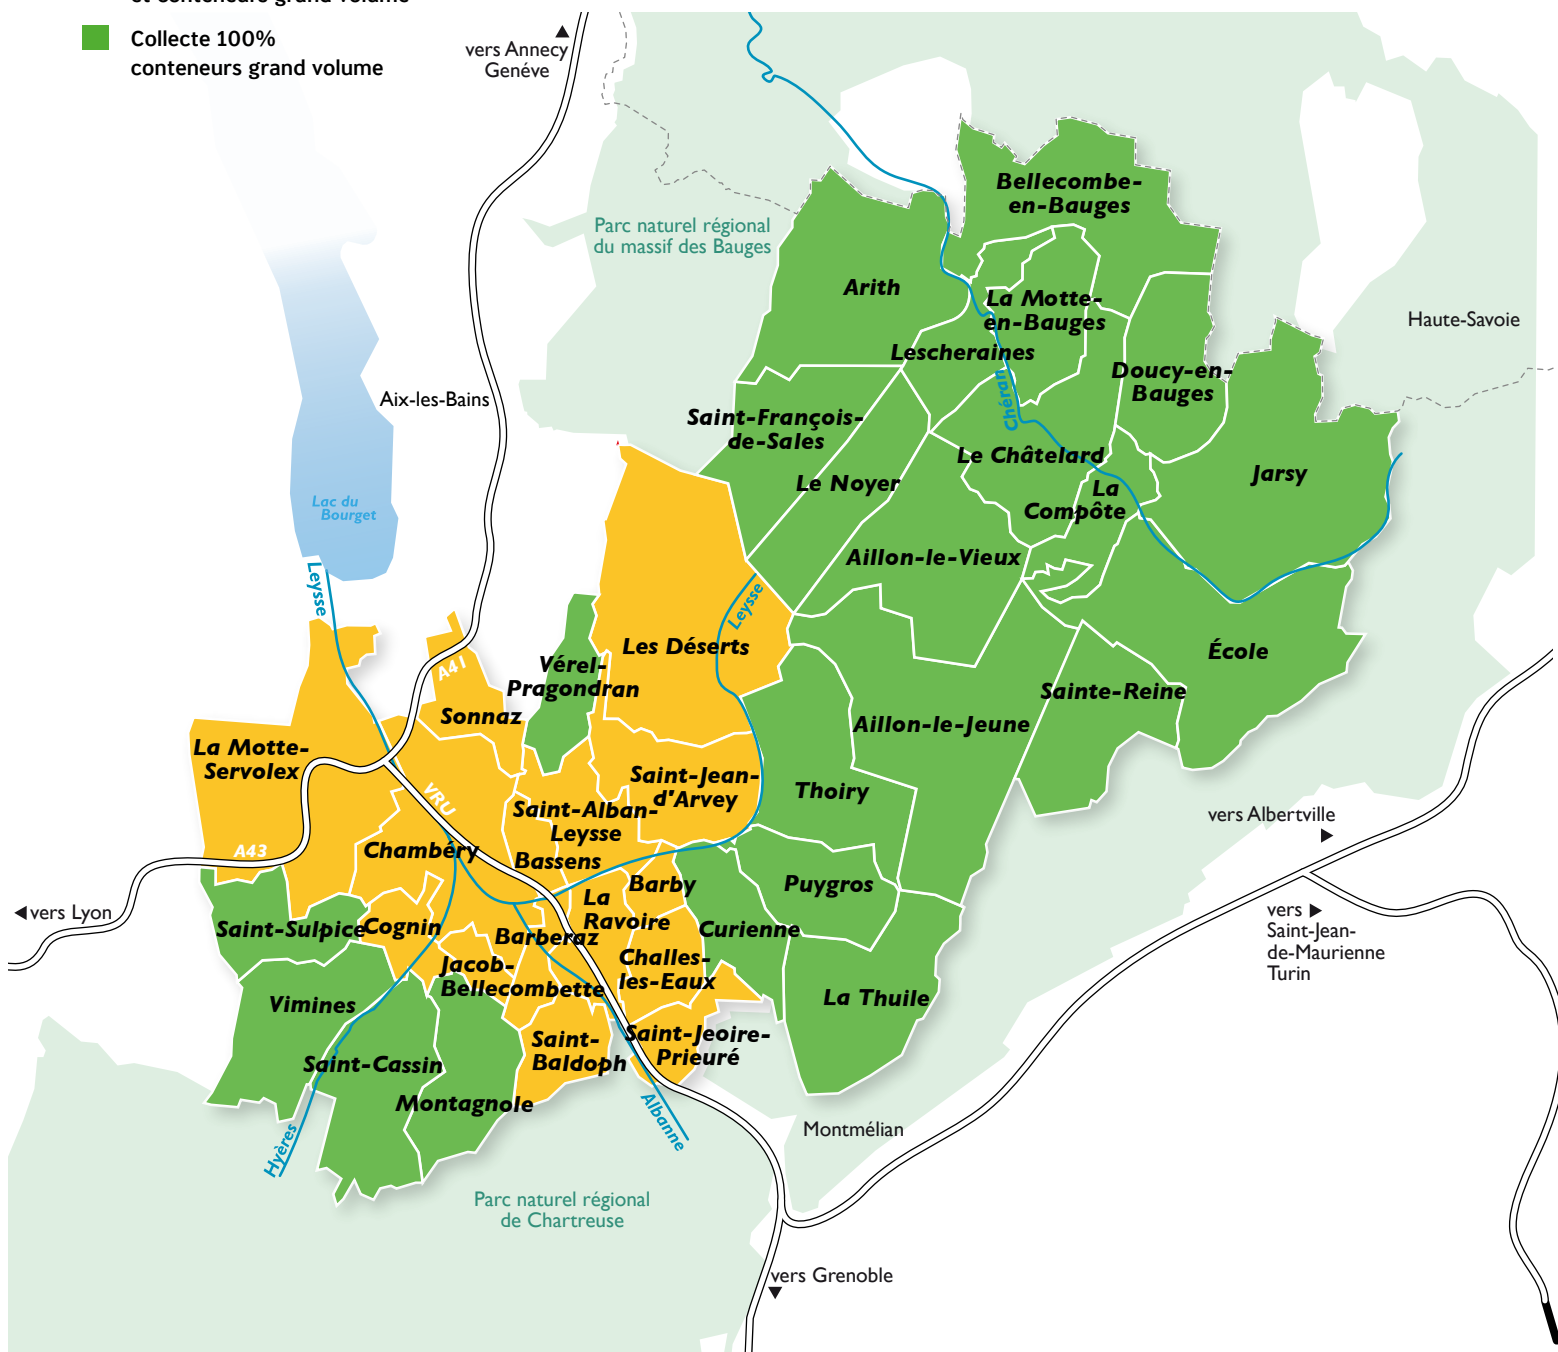 et conteneurs grand volume
Collecte 100%
conteneurs grand volume
vers Annecy
Genéve
Parc naturel régional
du massif des Bauges
Bellecombe-
en-Bauges
Arith
La Motte-
en-Bauges
Haute-Savoie
Lescheraines
Doucy-en-
Bauges
Aix-les-Bains
Chéran
Saint-François-
de-Sales
Le Châtelard
Jarsy
Le Noyer
La
Compôte
Lac du
Bourget
Aillon-le-Vieux
Leysse
Leysse
Les Déserts
École
Vérel-
Pragondran
A41
Sainte-Reine
Sonnaz
Aillon-le-Jeune
La Motte-
Servolex
Saint-Jean-
d'Arvey
Thoiry
VRU
Saint-Alban-
Leysse
vers Albertville
A43
Chambéry
Bassens
Barby
Puygros
La
Ravoire
vers Lyon
vers
Saint-Jean-
de-Maurienne
Turin
Saint-Sulpice
Cognin
Barberaz
Curienne
Challes-
les-Eaux
Jacob-
Bellecombette
Vimines
La Thuile
Saint-
Baldoph
Saint-Jeoire-
Prieuré
Saint-Cassin
Montagnole
Albanne
Hyères
Montmélian
Parc naturel régional
de Chartreuse
vers Grenoble